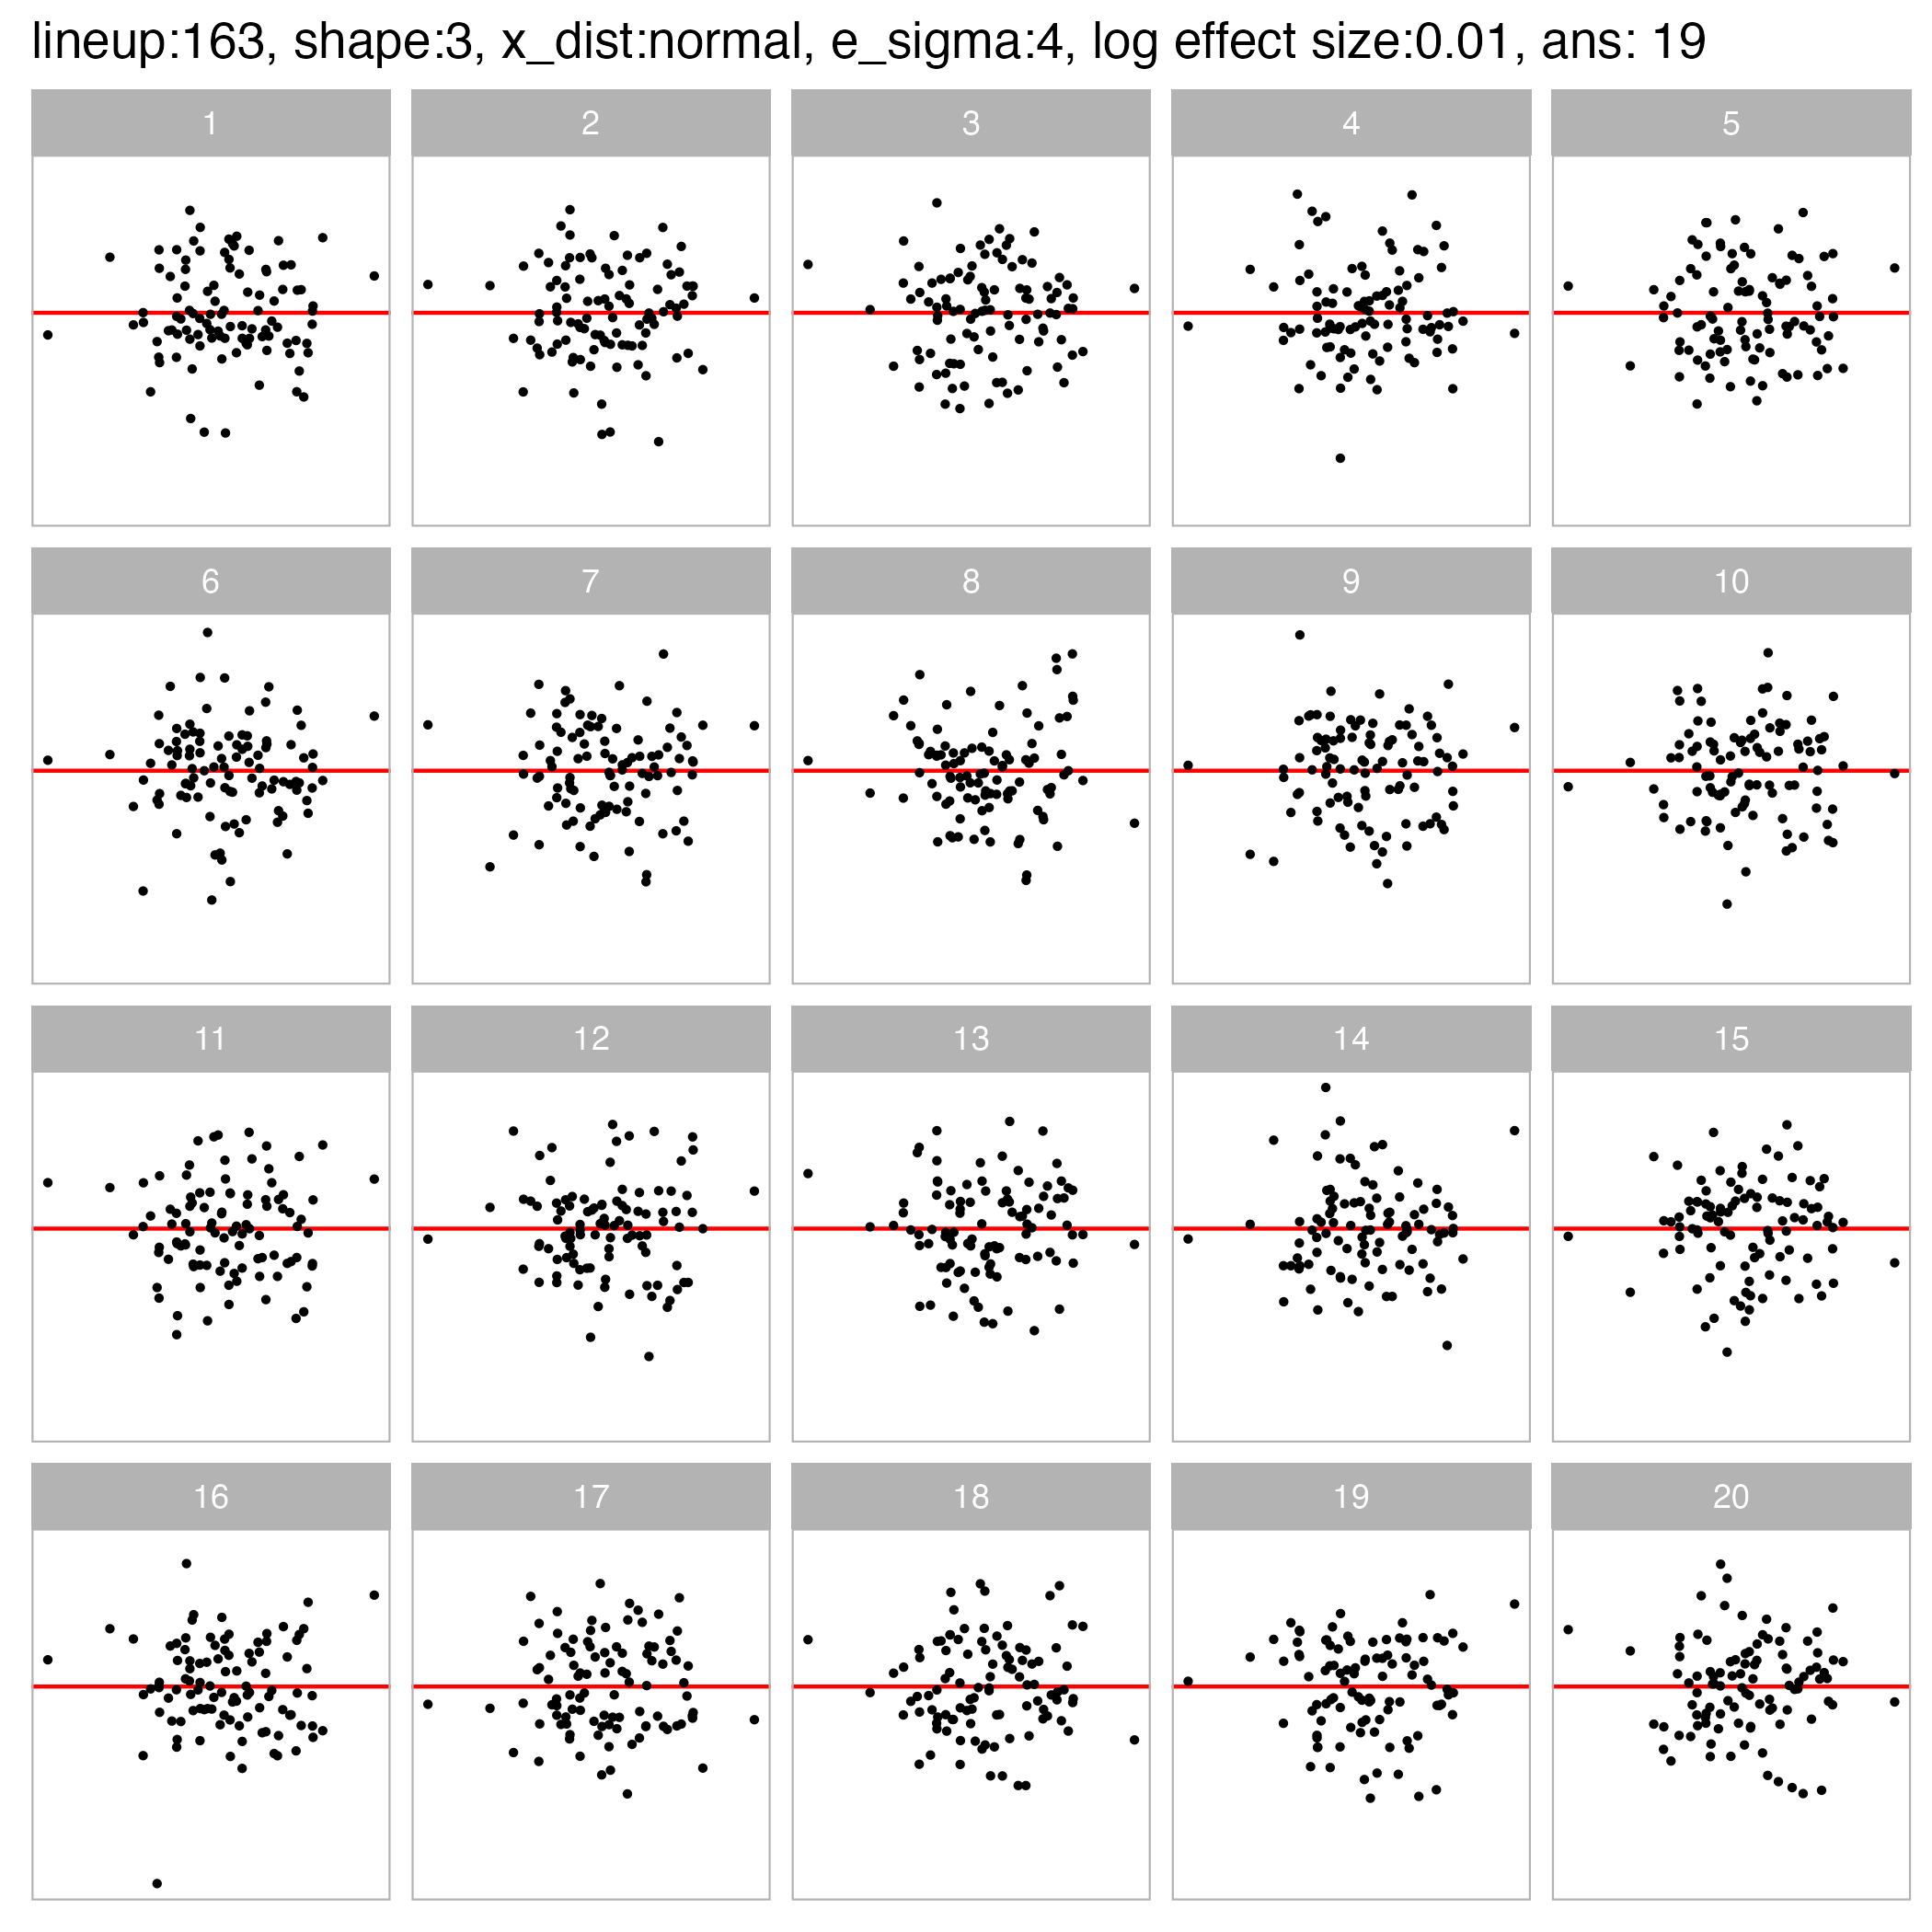 lineup:163, shape:3, x_dist:normal, e_sigma:4, log effect size:0.01, ans: 19
1 2 3 4 5
6 7 8 9 10
11 12 13 14 15
16 17 18 19 20